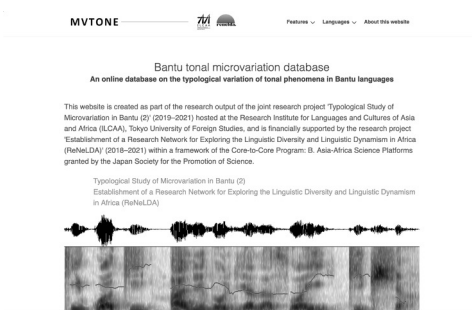 MVTONE
Features
Languages
About this website
Bantu tonal microvariation database
An online database on the typological variation of tonal phenomena in Bantu languages
This website is created as part of the research output of the joint research project 'Typological Study of
Microvariation in Bantu (2)' (2019–2021) hosted at the Research Institute for Languages and Cultures of Asia
and Africa (ILCAA), Tokyo University of Foreign Studies, and is financially supported by the research project
'Establishment of a Research Network for Exploring the Linguistic Diversity and Linguistic Dynamism in Africa
(ReNeLDA)' (2018–2021) within a framework of the Core-to-Core Program: B. Asia-Africa Science Platforms
granted by the Japan Society for the Promotion of Science.
Typological Study of Microvariation in Bantu (2)
Establishment of a Research Network for Exploring the Linguistic Diversity and Linguistic Dynamism
in Africa (ReNeLDA)